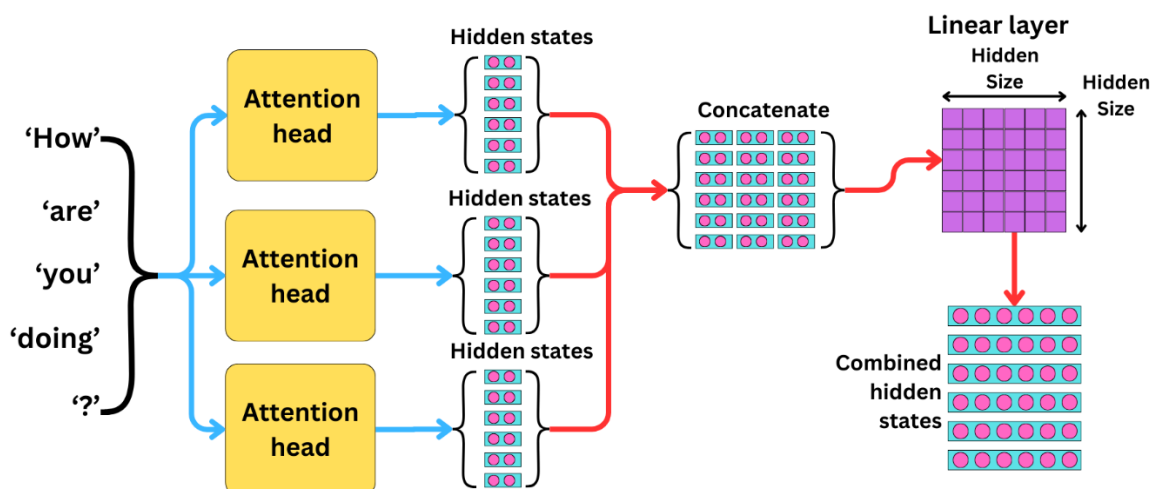 ‘How’
‘are’
‘you’
‘doing’
‘?’
Attention
head
Attention
head
Attention
head
Hidden states
Hidden states
Hidden states
Concatenate
Linear layer
Hidden
Size
Hidden
Size
Combined
hidden
states